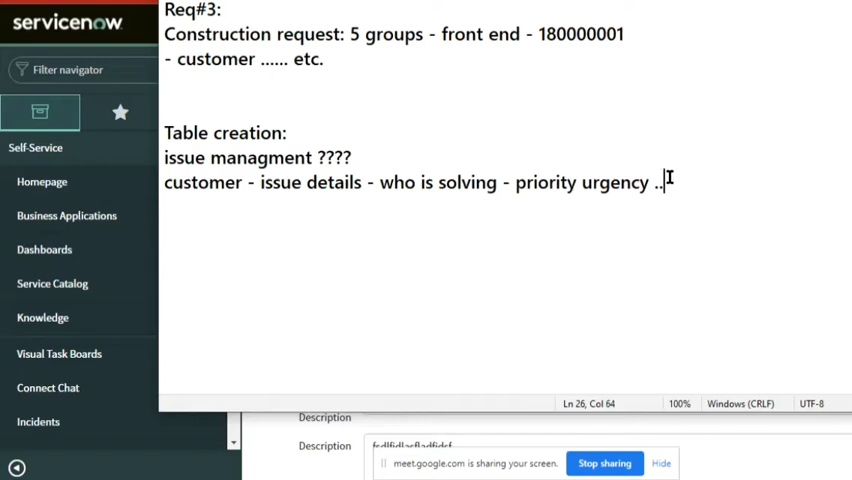 servicenow
Filter navigator
Self-Service
Homepage
Business Applications
Dashboards
Service Catalog
Knowledge
Visual Task Boards
Connect Chat
Incidents
Req#3:
Construction request: 5 groups - front end - 180000001
- customer ...... etc.
Table creation:
issue managment ????
customer - issue details - who is solving - priority urgency ..
Ln 26, Col 64
100%
Windows (CRLF)
UTF-8
Description
Description
meet.google.com is sharing your screen.
Stop sharing
Hide